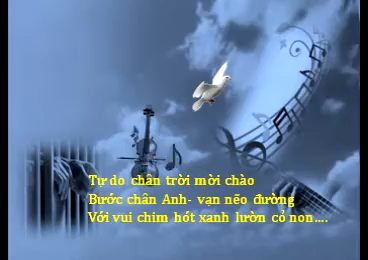 Tự do chân trời mời chào
Bước chân Anh- vạn nẽo đường
Với vui chim hót xanh lườn cỏ non....